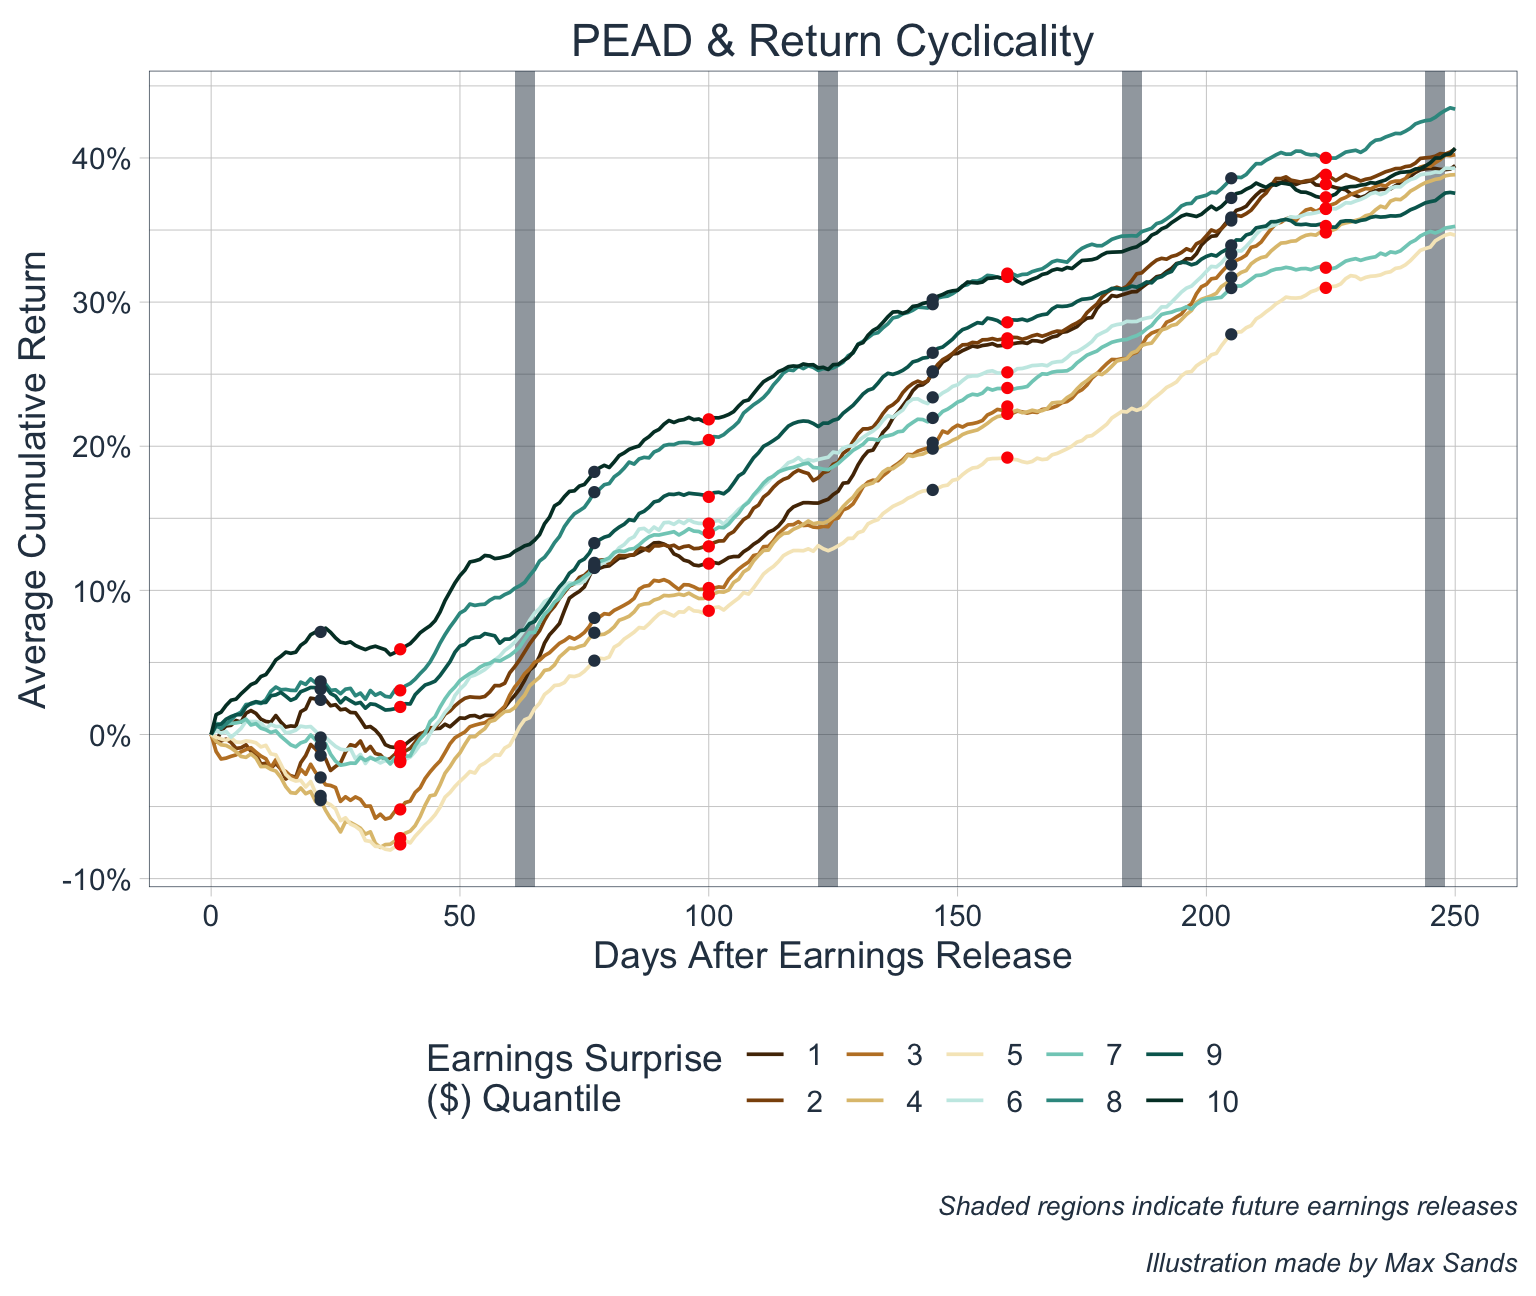 PEAD & Return Cyclicality
Average Cumulative Return
40%
30%
20%
10%
0%
-10%
0 50 100 150 200 250
Days After Earnings Release
Earnings Surprise
($) Quantile
1 3 5 7 9
2 4 6 8 10
Shaded regions indicate future earnings releases
Illustration made by Max Sands